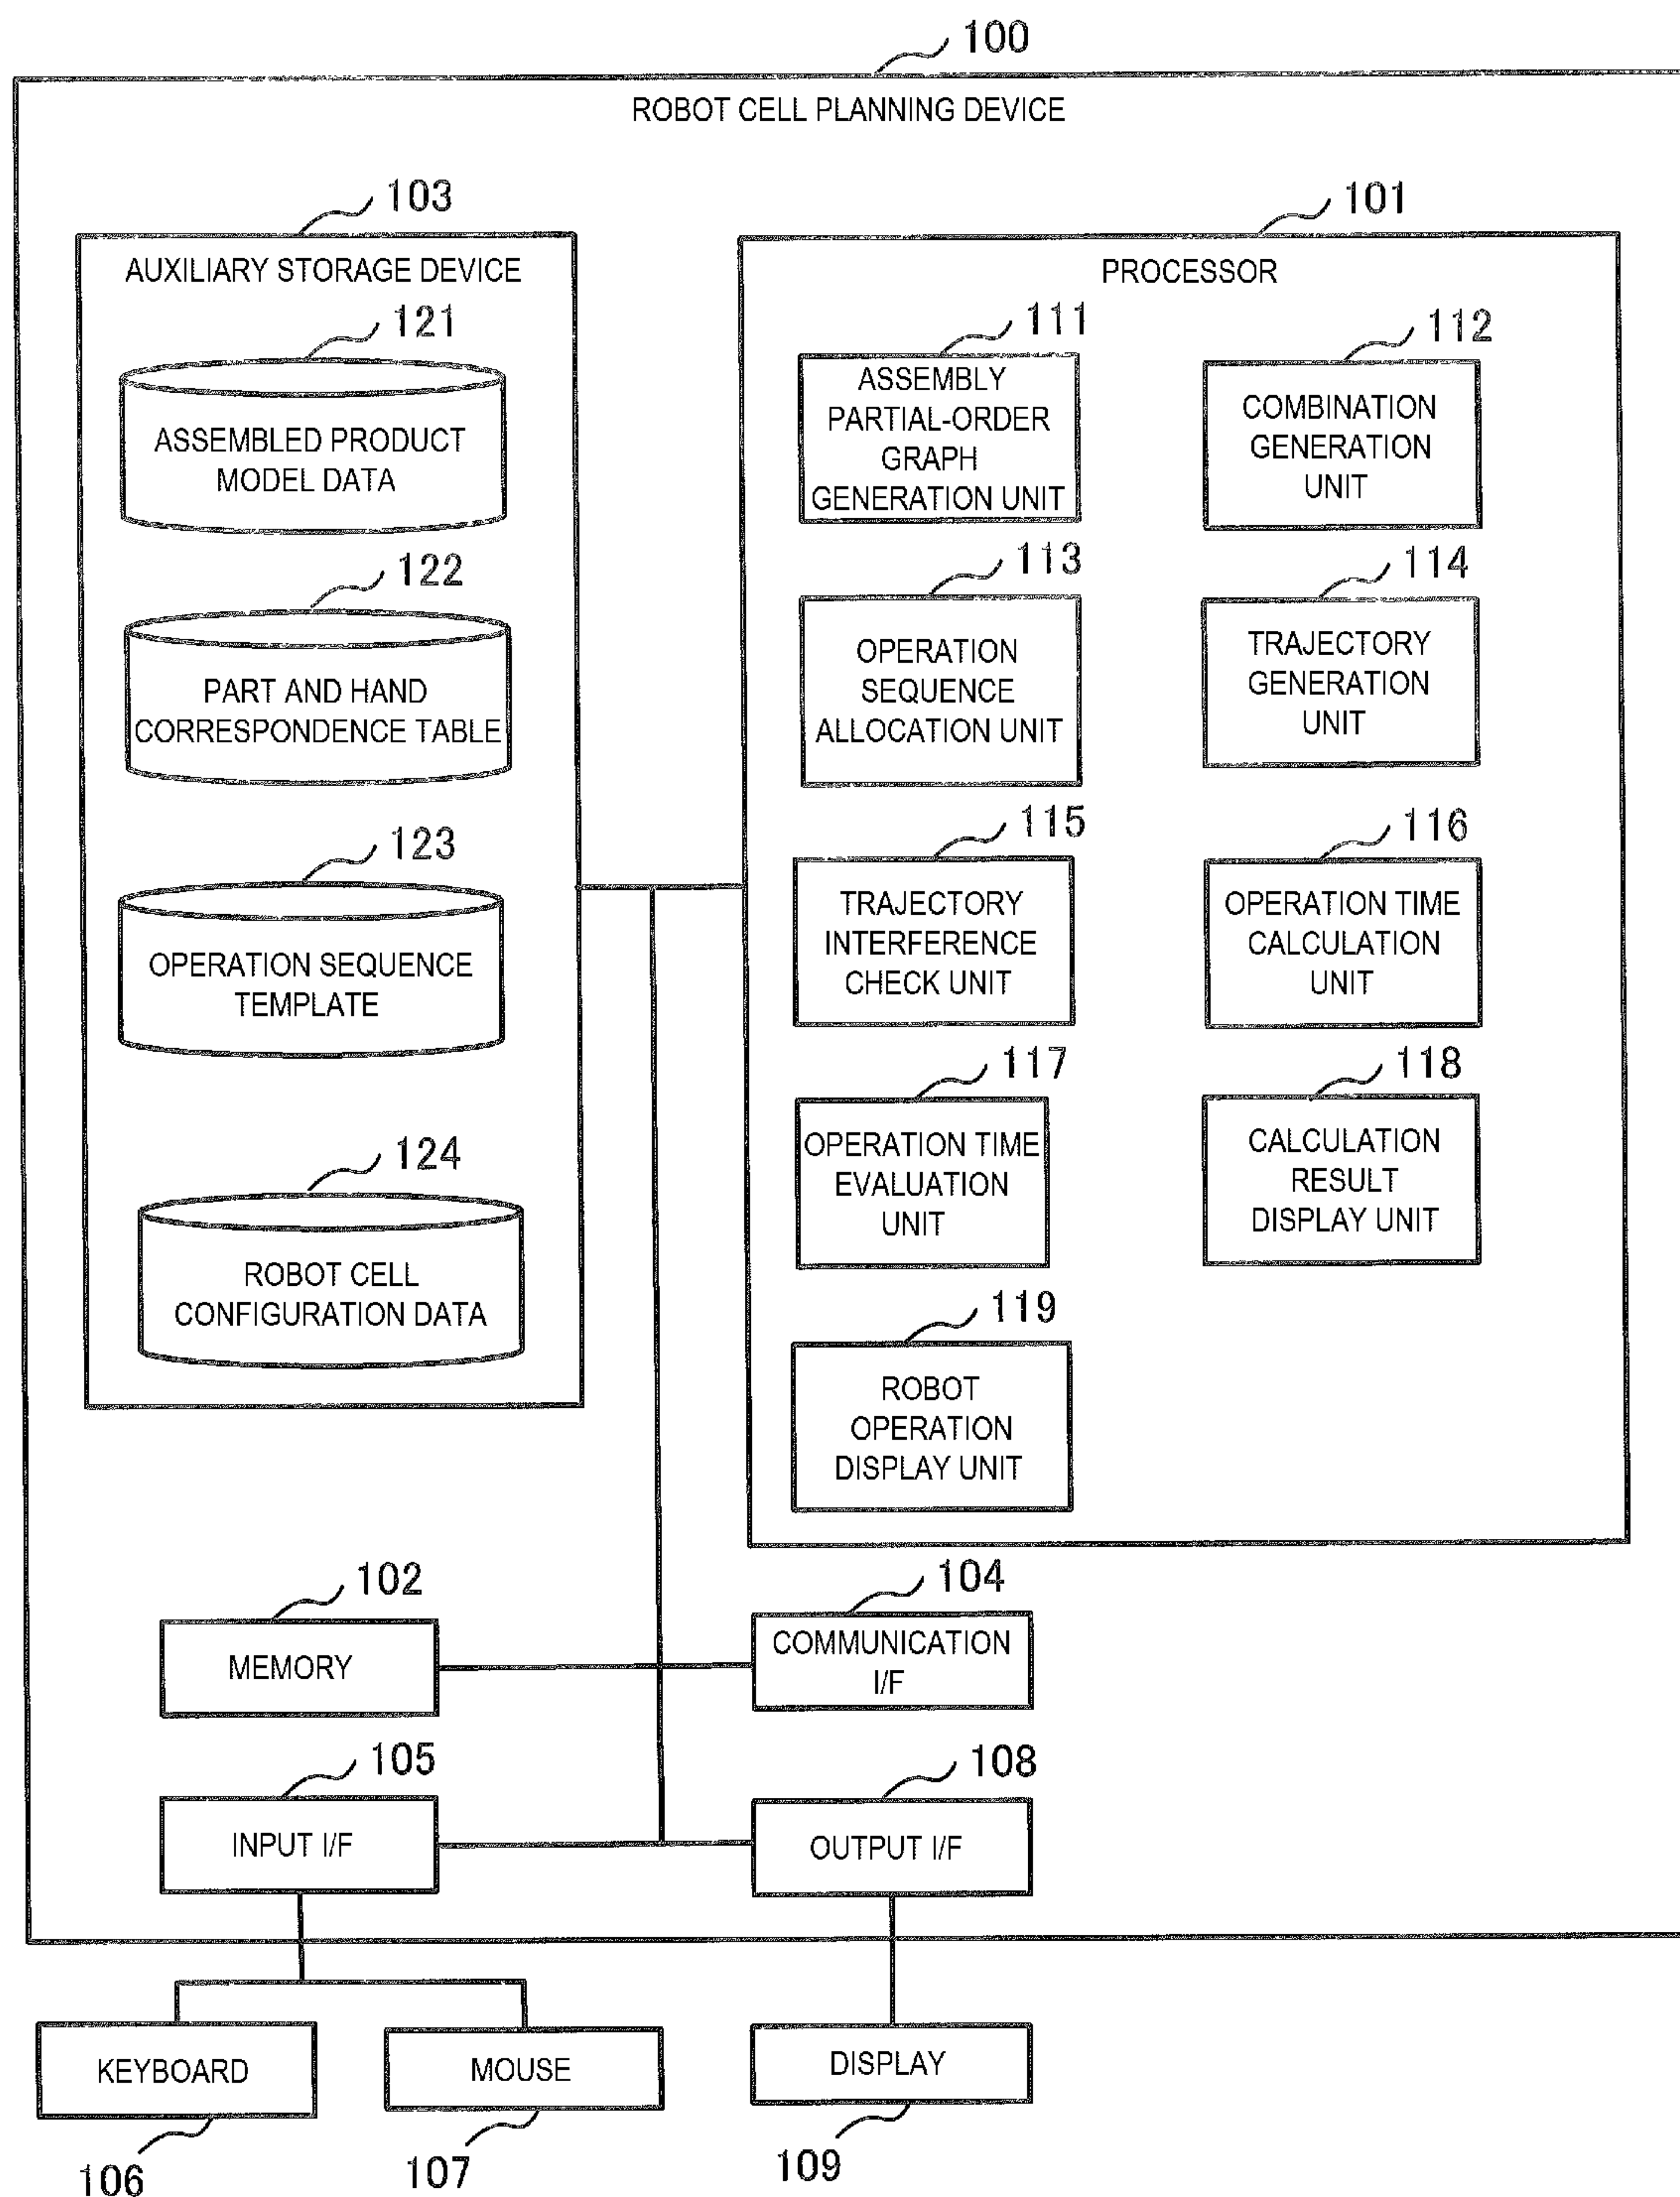 100
ROBOT CELL PLANNING DEVICE
103
AUXILIARY STORAGE DEVICE
121
ASSEMBLED PRODUCT
MODEL DATA
122
PART AND HAND
CORRESPONDENCE TABLE
123
OPERATION SEQUENCE
TEMPLATE
124
ROBOT CELL
CONFIGURATION DATA
101
PROCESSOR
111
ASSEMBLY
PARTIAL-ORDER
GRAPH
GENERATION UNIT
112
COMBINATION
GENERATION
UNIT
113
OPERATION
SEQUENCE
ALLOCATION UNIT
114
TRAJECTORY
GENERATION
UNIT
115
TRAJECTORY
INTERFERENCE
CHECK UNIT
116
OPERATION TIME
CALCULATION
UNIT
117
OPERATION TIME
EVALUATION
UNIT
118
CALCULATION
RESULT
DISPLAY UNIT
119
ROBOT
OPERATION
DISPLAY UNIT
102
MEMORY
104
COMMUNICATION
I/F
105
INPUT I/F
108
OUTPUT I/F
KEYBOARD
106
MOUSE
107
DISPLAY
109